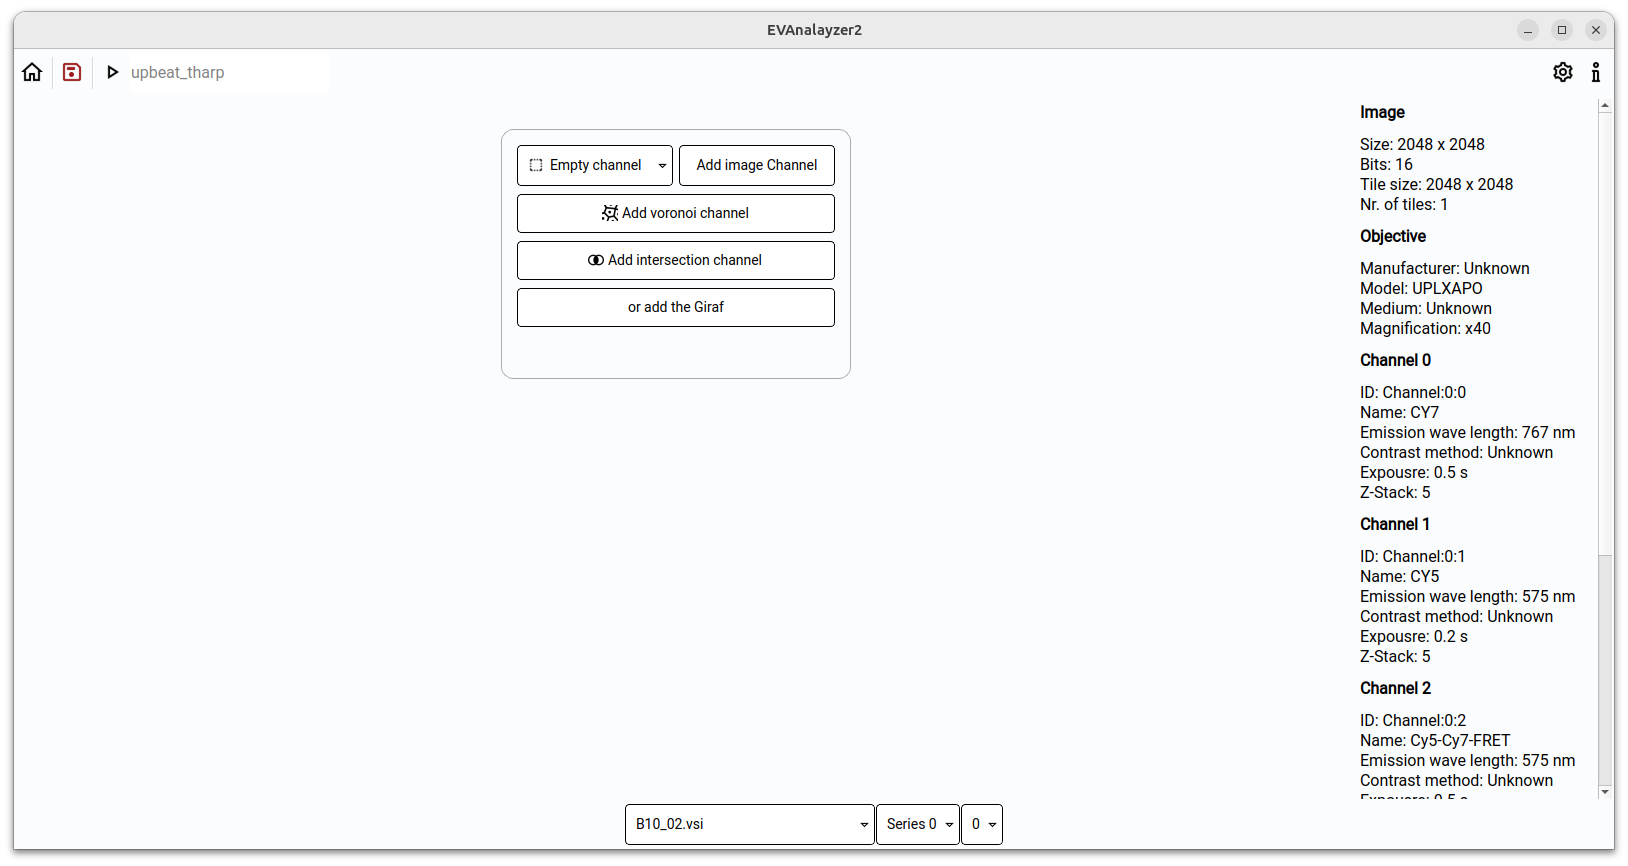 EVAnalayzer2
upbeat_tharp
Empty channel
Add image Channel
Add voronoi channel
Add intersection channel
or add the Giraf
Image
Size: 2048 x 2048
Bits: 16
Tile size: 2048 x 2048
Nr. of tiles: 1
Objective
Manufacturer: Unknown
Model: UPLXAPO
Medium: Unknown
Magnification: x40
Channel 0
ID: Channel:0:0
Name: CY7
Emission wave length: 767 nm
Contrast method: Unknown
Expousre: 0.5 s
Z-Stack: 5
Channel 1
ID: Channel:0:1
Name: CY5
Emission wave length: 575 nm
Contrast method: Unknown
Expousre: 0.2 s
Z-Stack: 5
Channel 2
ID: Channel:0:2
Name: Cy5-Cy7-FRET
Emission wave length: 575 nm
Contrast method: Unknown
B10_02.vsi
Series 0
0